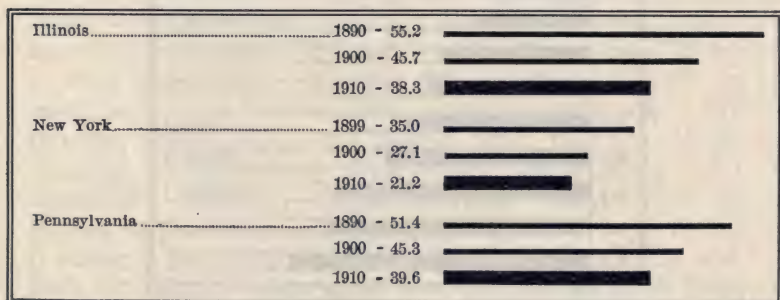 Illinois........................ 1890 - 55.2
1900 - 45.7
1910 - 38.3
New York........................ 1899 - 35.0
1900 - 27.1
1910 - 21.2
Pennsylvania........................ 1890 - 51.4
1900 - 45.3
1910 - 39.6